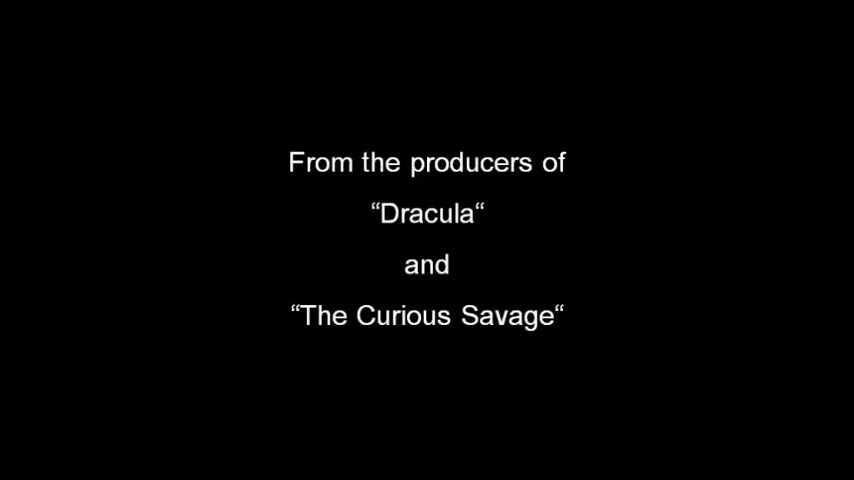 From the producers of
“Dracula“
and
“The Curious Savage“